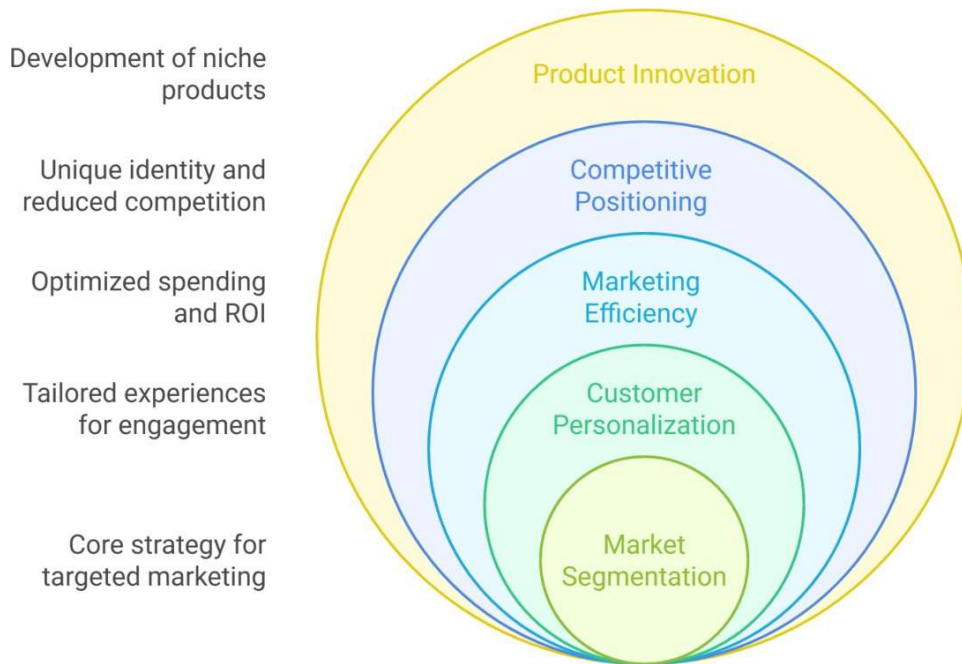 Development of niche
products
Product Innovation
Unique identity and
reduced competition
Competitive
Positioning
Optimized spending
and ROI
Marketing
Efficiency
Tailored experiences
for engagement
Customer
Personalization
Core strategy for
targeted marketing
Market
Segmentation